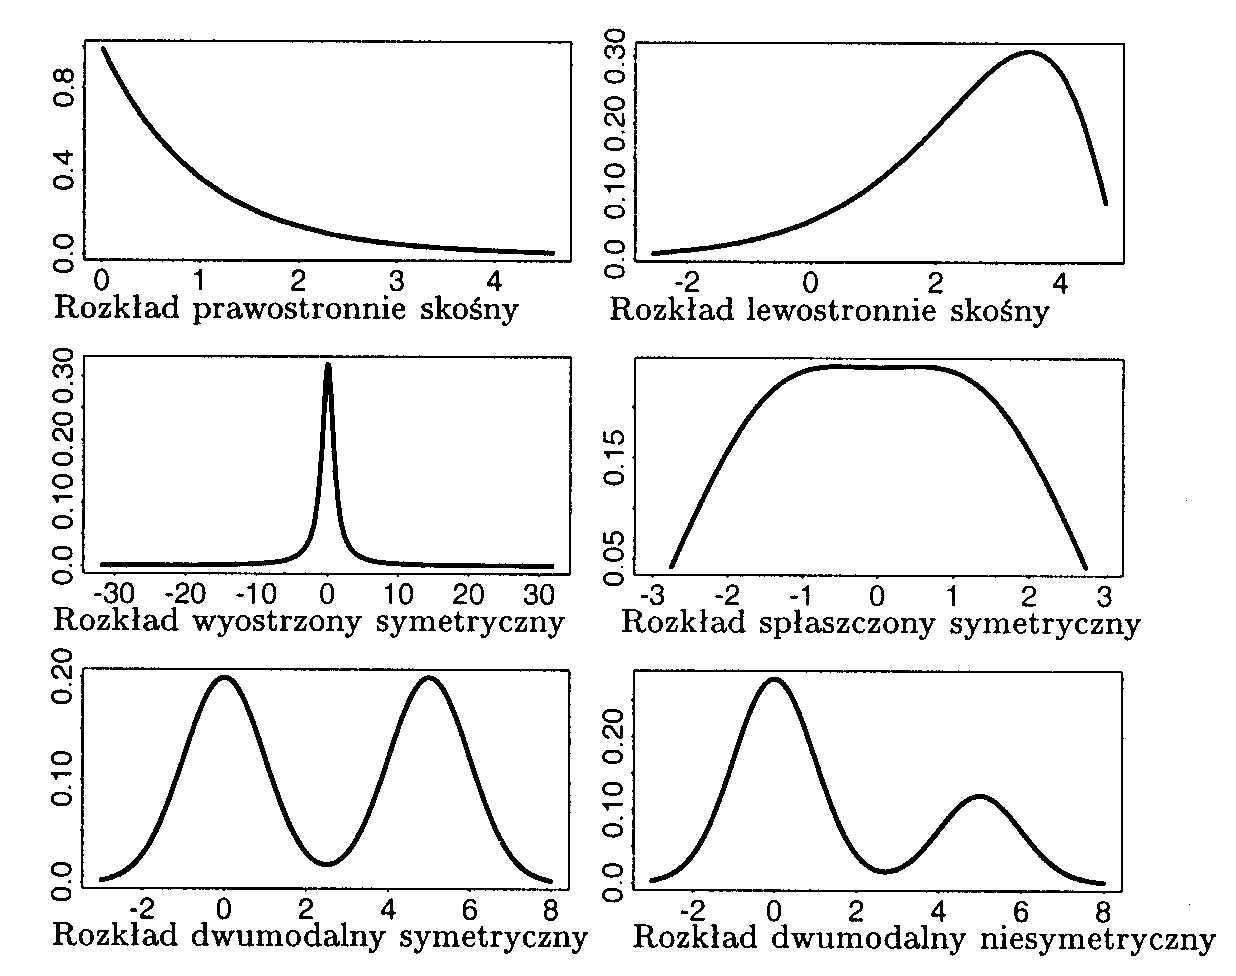 0.0 0.4 0.8
0 1 2 3 4
Rozkład prawostronnie skośny
0.0 0.10 0.20 0.30
-2 0 2 4
Rozkład lewostronnie skośny
0.0 0.10 0.20 0.30
-30 -20 -10 0 10 20 30
Rozkład wyostrzony symetryczny
0.05 0.15
-3 -2 -1 0 1 2 3
Rozkład spłaszczony symetryczny
0.0 0.10 0.20
-2 0 2 4 6 8
Rozkład dwumodalny symetryczny
0.0 0.10 0.20
-2 0 2 4 6 8
Rozkład dwumodalny niesymetryczny